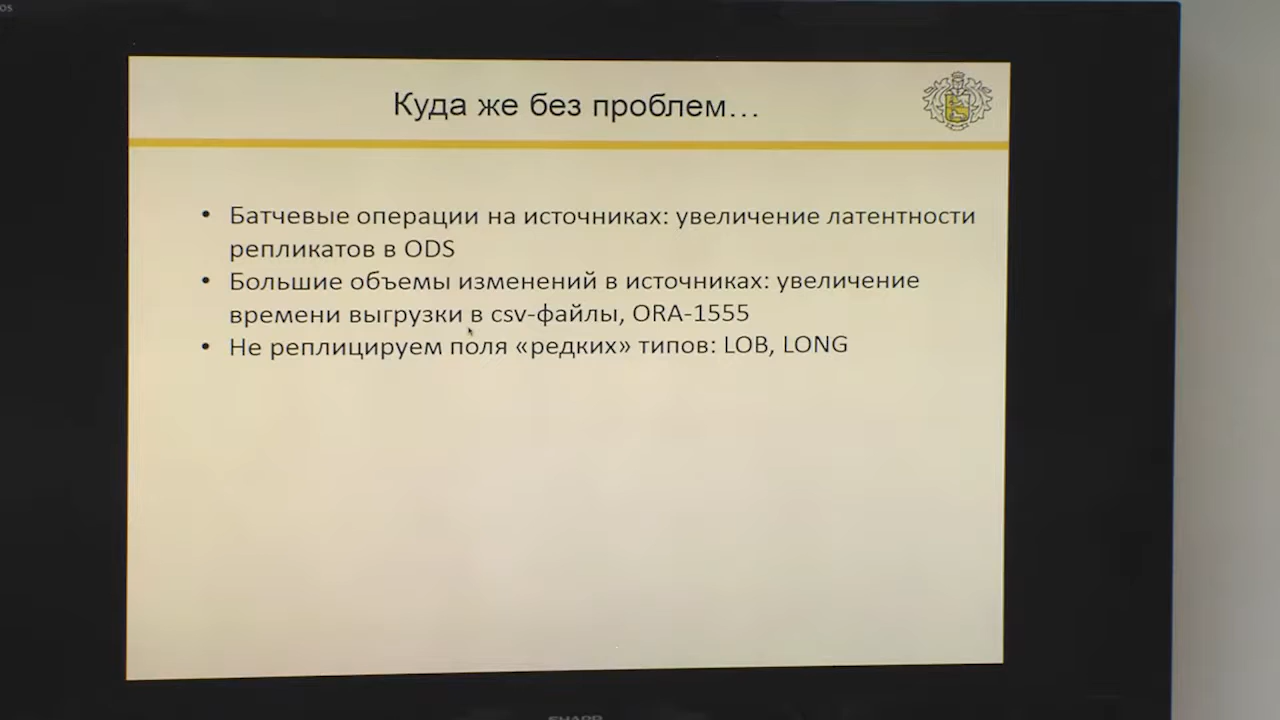 Куда же без проблем…
• Батчевые операции на источниках: увеличение латентности
репликатов в ODS
• Большие объемы изменений в источниках: увеличение
времени выгрузки в csv-файлы, ORA-1555
• Не реплицируем поля «редких» типов: LOB, LONG